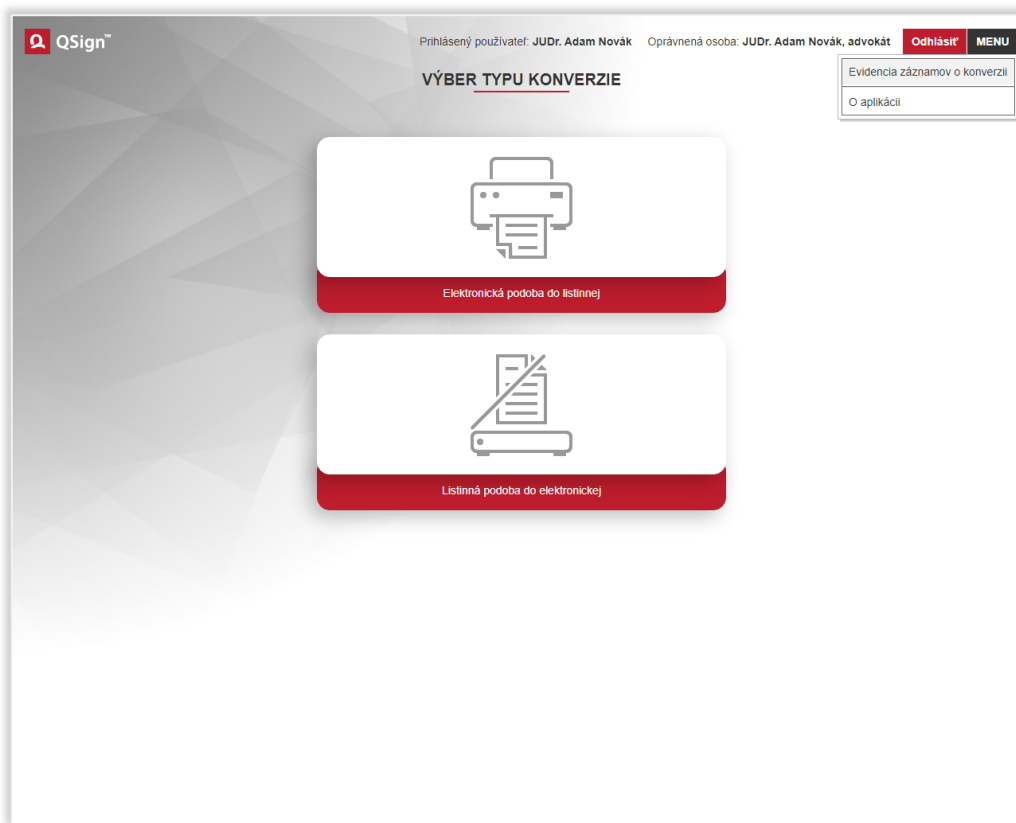 QSign™
Prihlásený používateľ: JUDr. Adam Novák Oprávnená osoba: JUDr. Adam Novák, advokát Odhlásiť MENU
VÝBER TYPU KONVERZIE
Evidencia záznamov o konverzii
O aplikácii
Elektronická podoba do listinnej
Listinná podoba do elektronickej